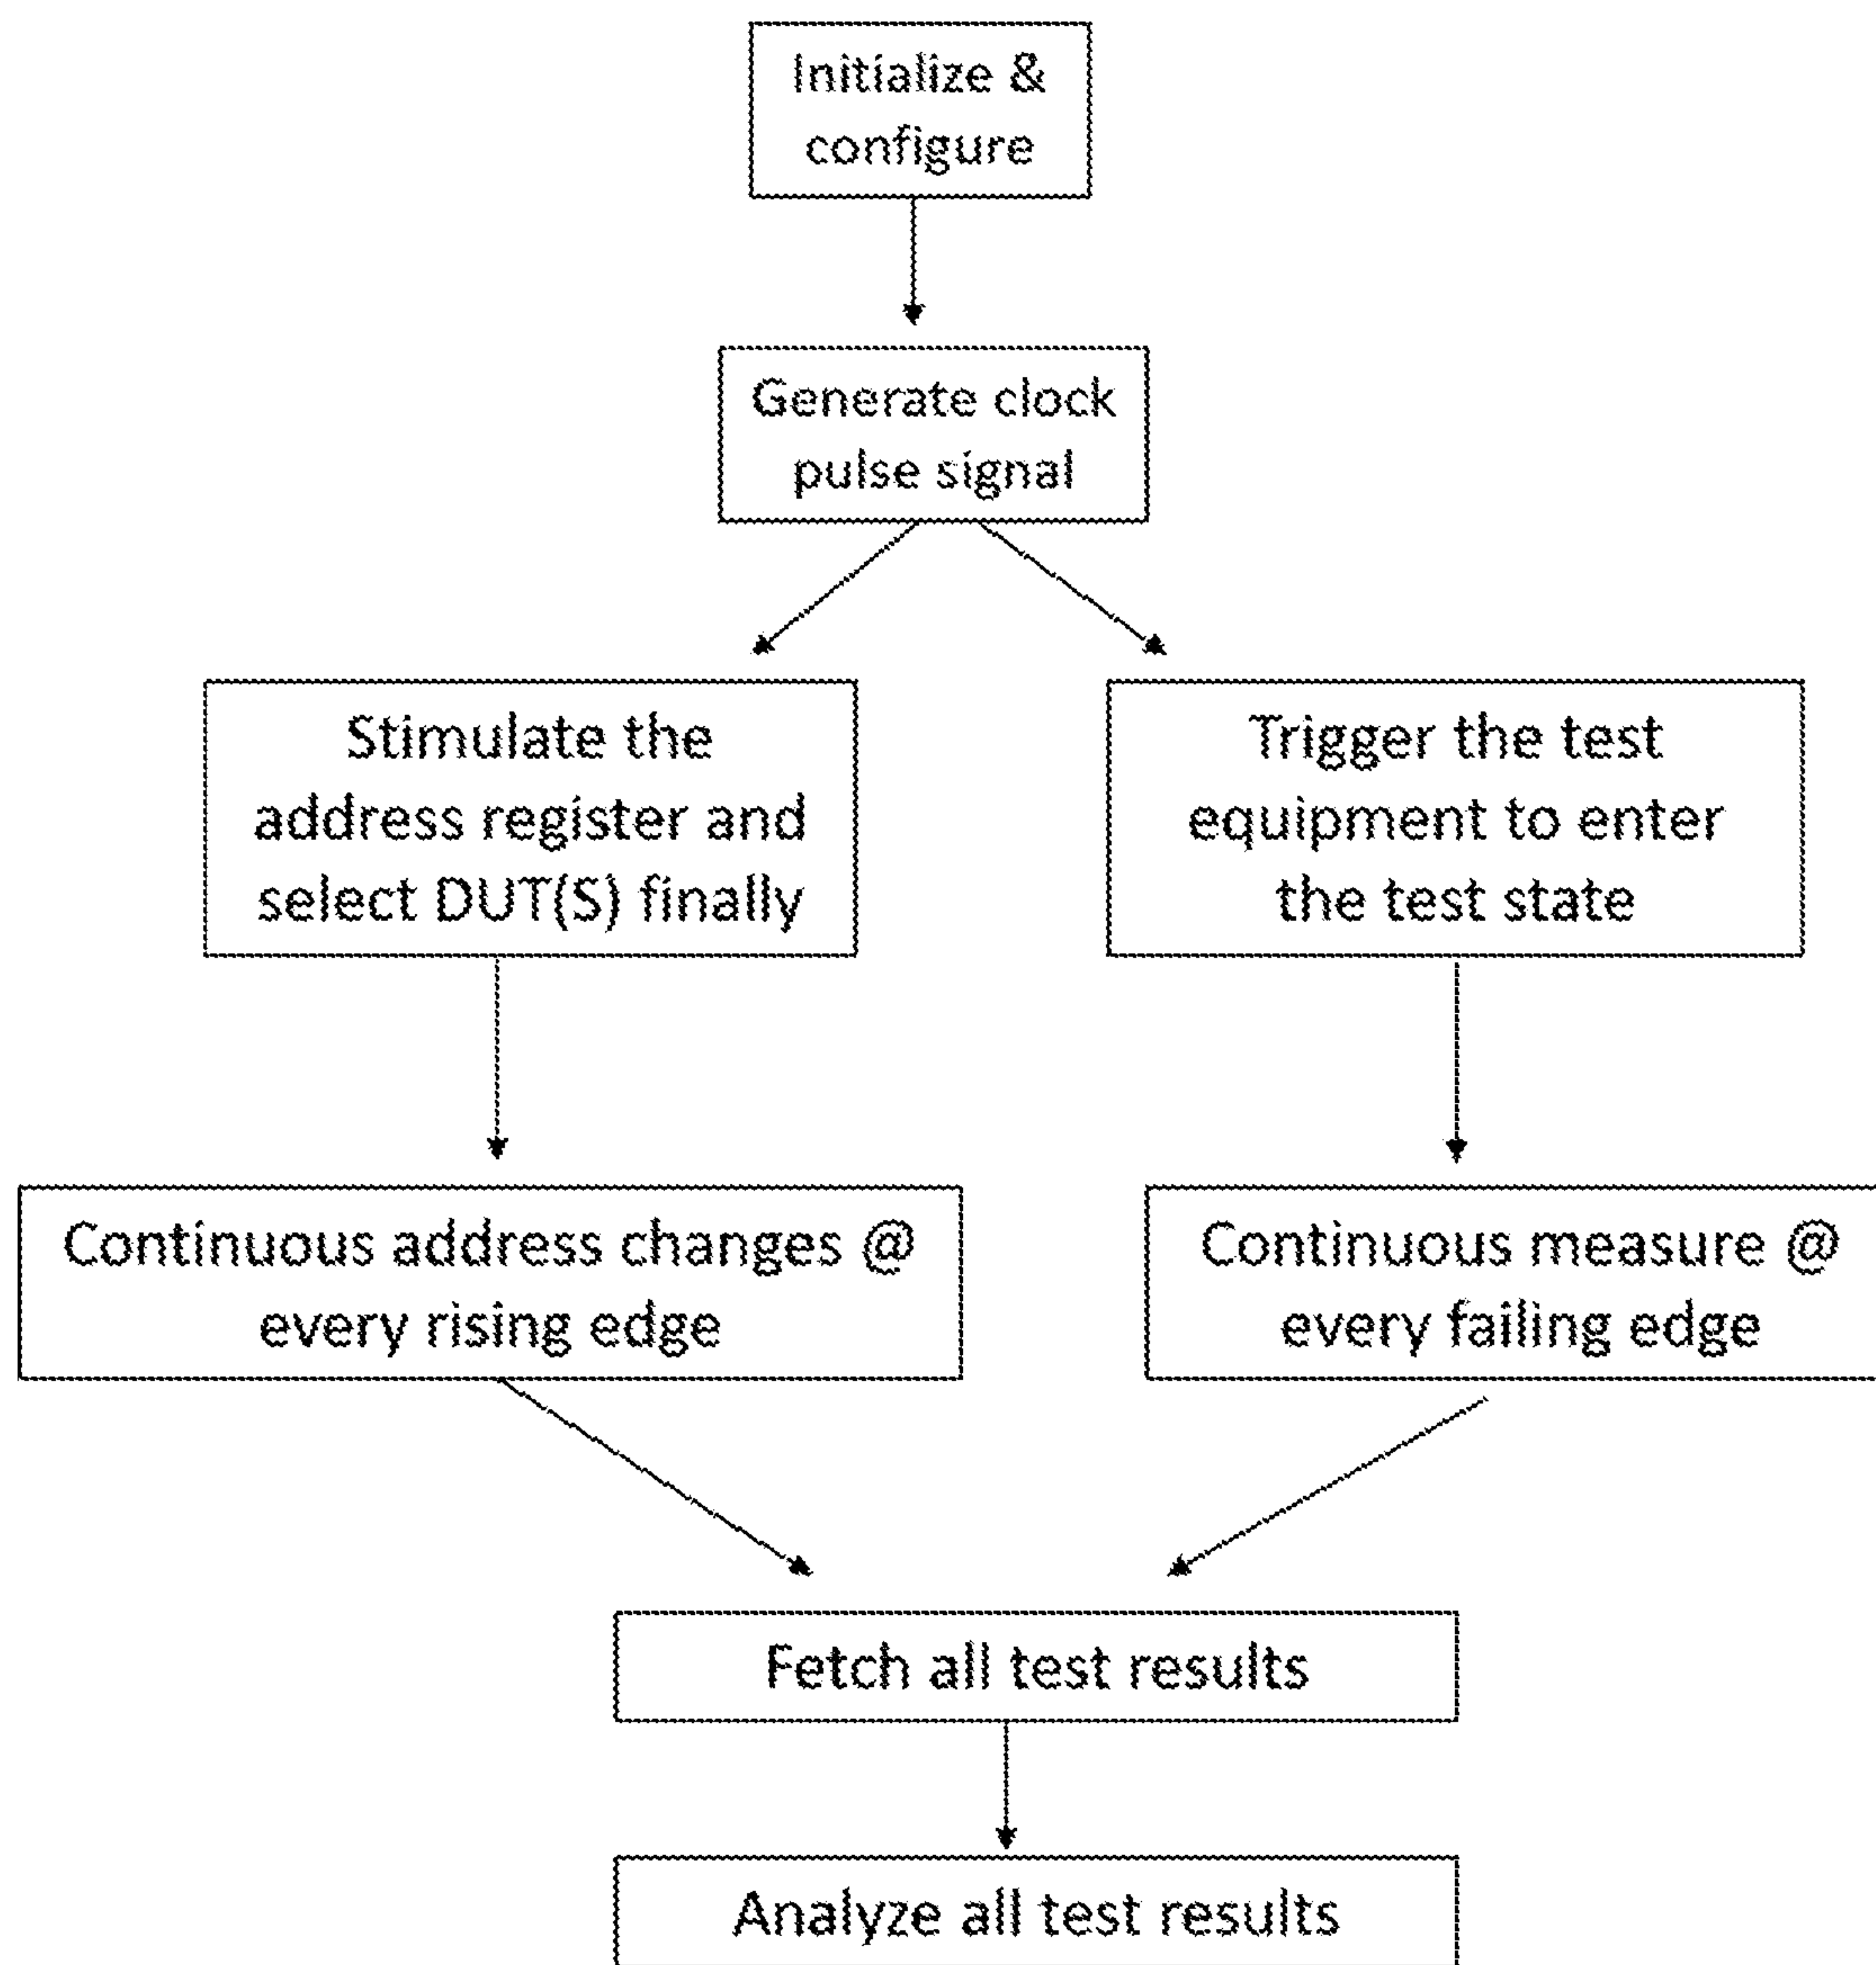 Initialize &
configure
Generate clock
pulse signal
Stimulate the
address register and
select DUT(S) finally
Trigger the test
equipment to enter
the test state
Continuous address changes @
every rising edge
Continuous measure @
every failing edge
Fetch all test results
Analyze all test results